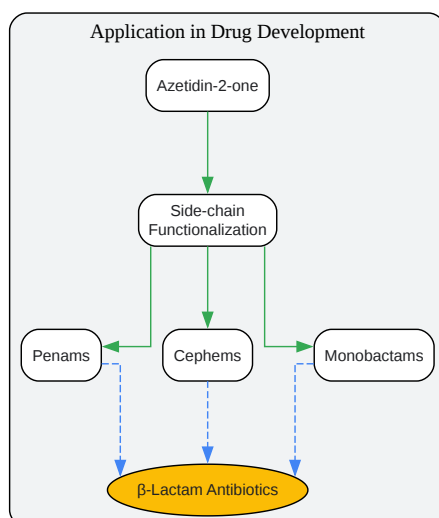 Application in Drug Development
Azetidin-2-one
Side-chain
Functionalization
Penams
Cephems
Monobactams
β-Lactam Antibiotics